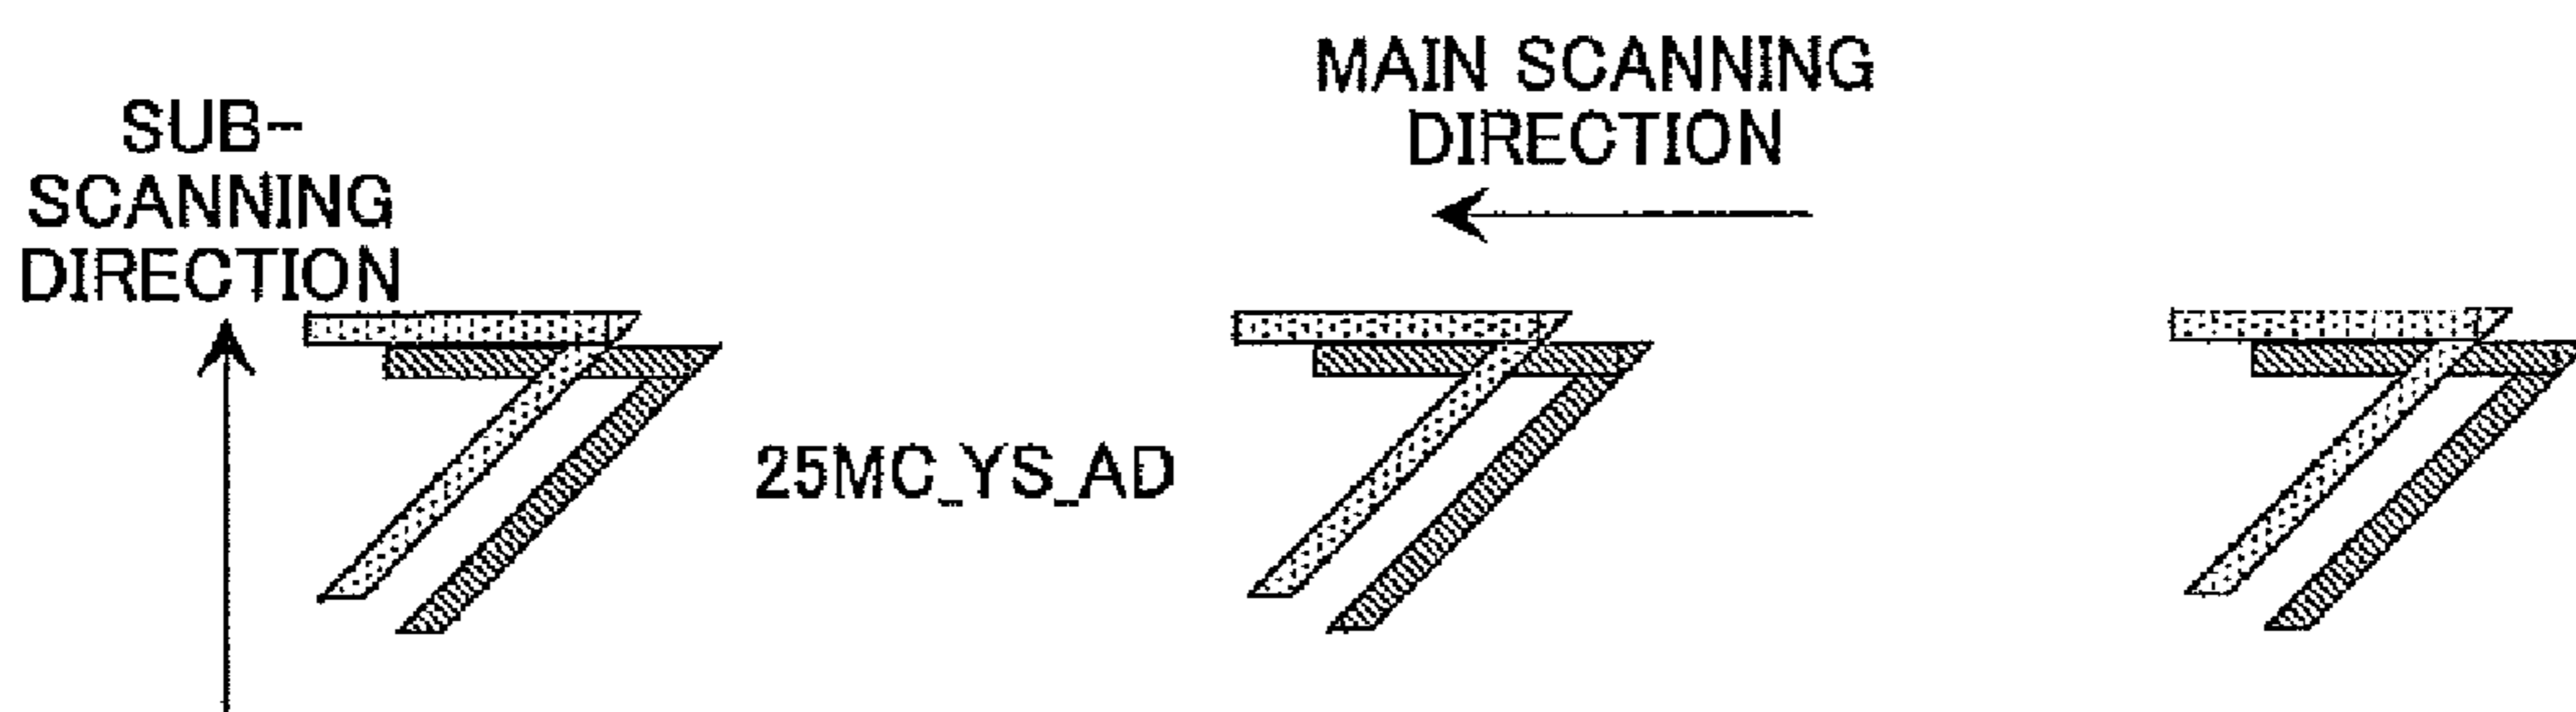 SUB-
SCANNING
DIRECTION
MAIN SCANNING
DIRECTION
25MC_YS_AD